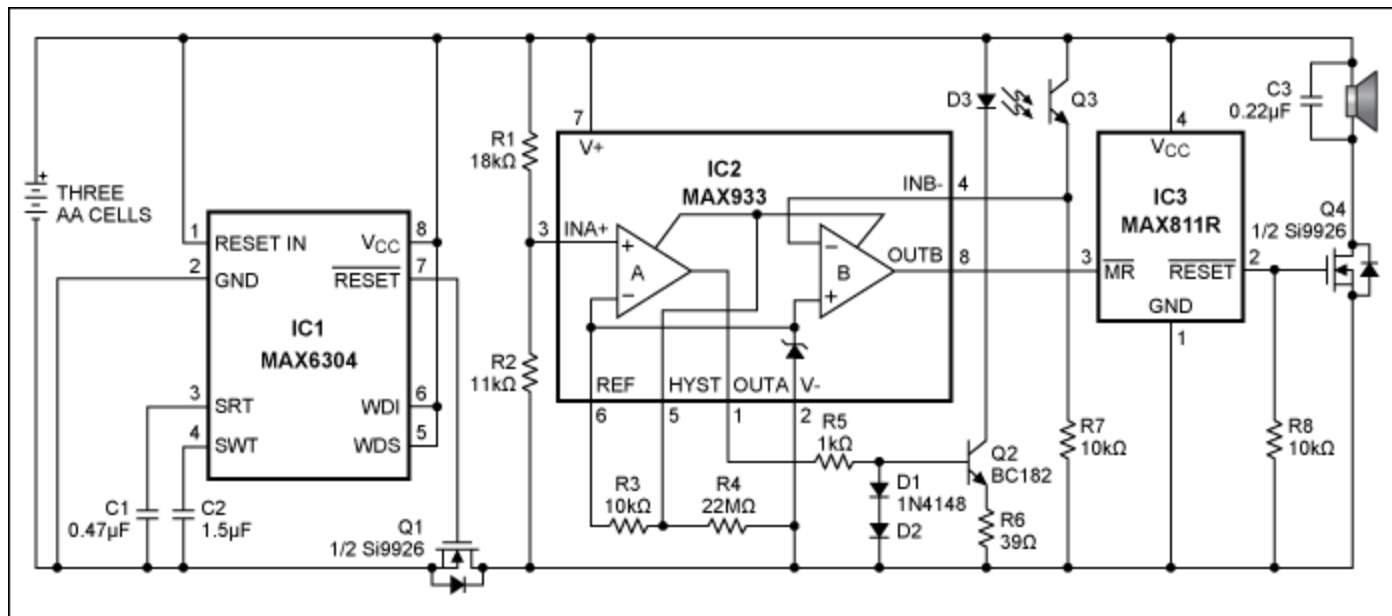 THREE
AA CELLS
1
RESET IN
VCC
8
2
GND
RESET
7
IC1
MAX6304
3
SRT
WDI
6
4
SWT
WDS
5
C1
0.47µF
C2
1.5µF
Q1
1/2 Si9926
R1
18kΩ
R2
11kΩ
7
V+
IC2
MAX933
INB-
4
3
INA+
+
A
−
−
B
+
OUTB
8
REF
HYST
OUTA
V-
6
5
1
2
R3
10kΩ
R4
22MΩ
R5
1kΩ
D1
1N4148
D2
Q2
BC182
R6
39Ω
D3
Q3
R7
10kΩ
4
VCC
IC3
MAX811R
3
MR
RESET
2
GND
1
R8
10kΩ
C3
0.22µF
Q4
1/2 Si9926
+